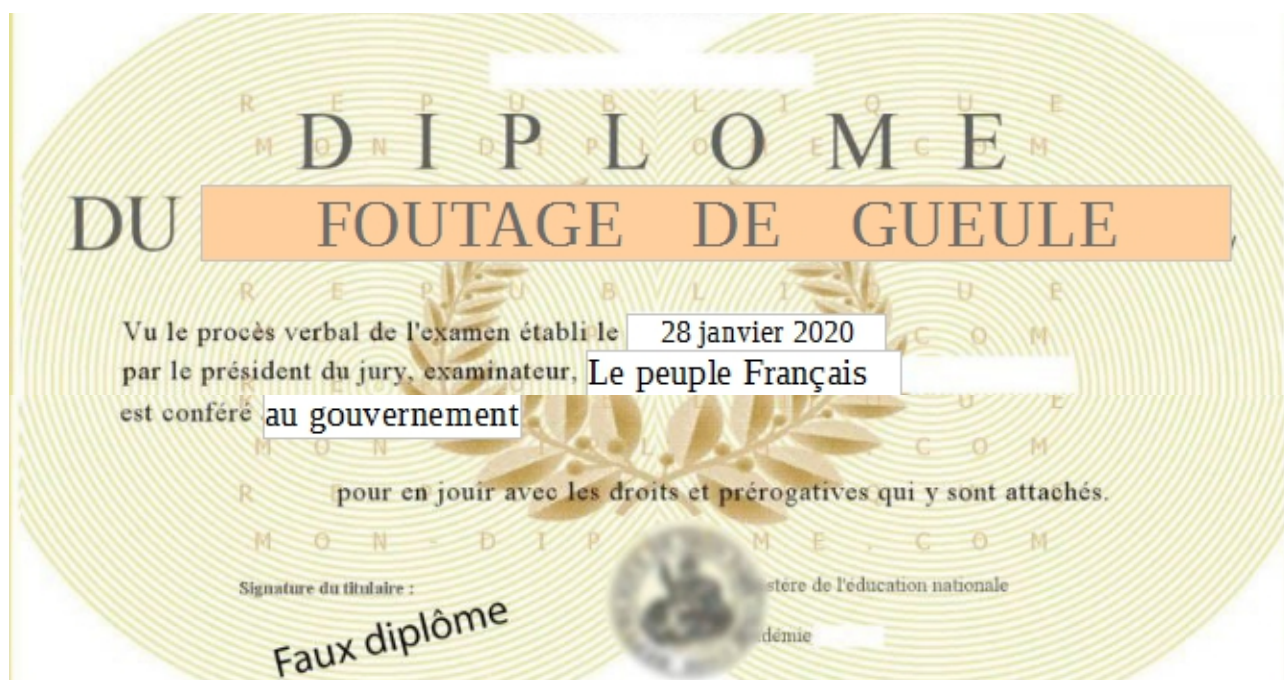 R E P U B L I Q U E
DIPLOME
M O N D I P L O M E C O M
DU FOUTAGE DE GUEULE,
R E P U B L I Q U E
Vu le procès verbal de l'examen établi le 28 janvier 2020
C O M
par le président du jury, examinateur, Le peuple Français
est conféré au gouvernement
U E
M O N C O M
R pour en jouir avec les droits et prérogatives qui y sont attachés.
M O N - D I P M E . C O M
Signature du titulaire :
stère de l'éducation nationale
Faux diplôme
démie